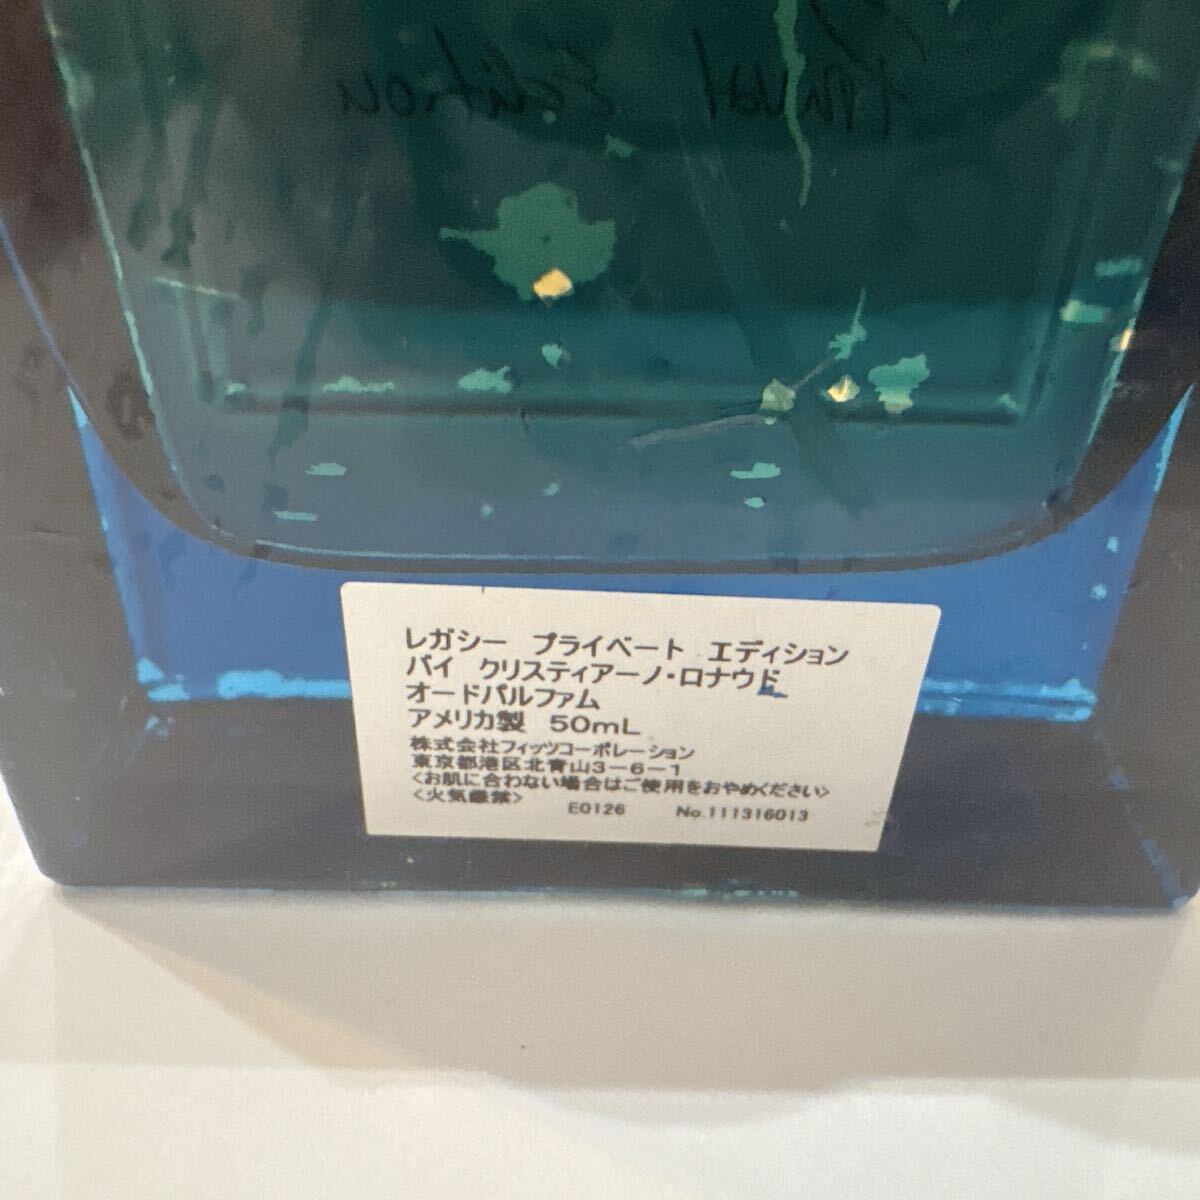 Private Edition
レガシー プライベート エディション
バイ クリスティアーノ・ロナウド
オードパルファム
アメリカ製 50mL
株式会社フィッツコーポレーション
東京都港区北青山3-6-1
<お肌に合わない場合はご使用をおやめください>
<火気厳禁> E0126 No.111316013